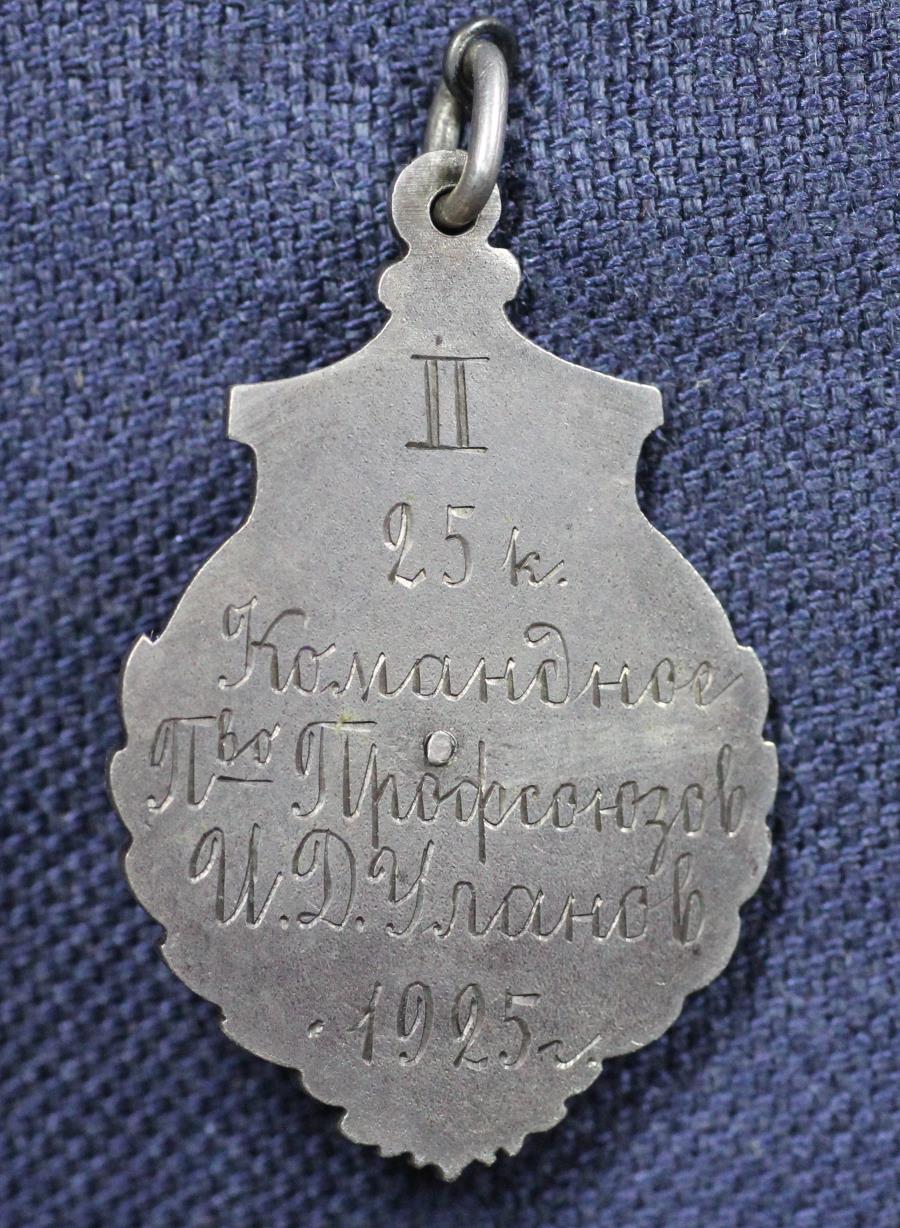 II
25 к.
Командное
П-во Профсоюзов
И.Д. Уланов
1925 г.